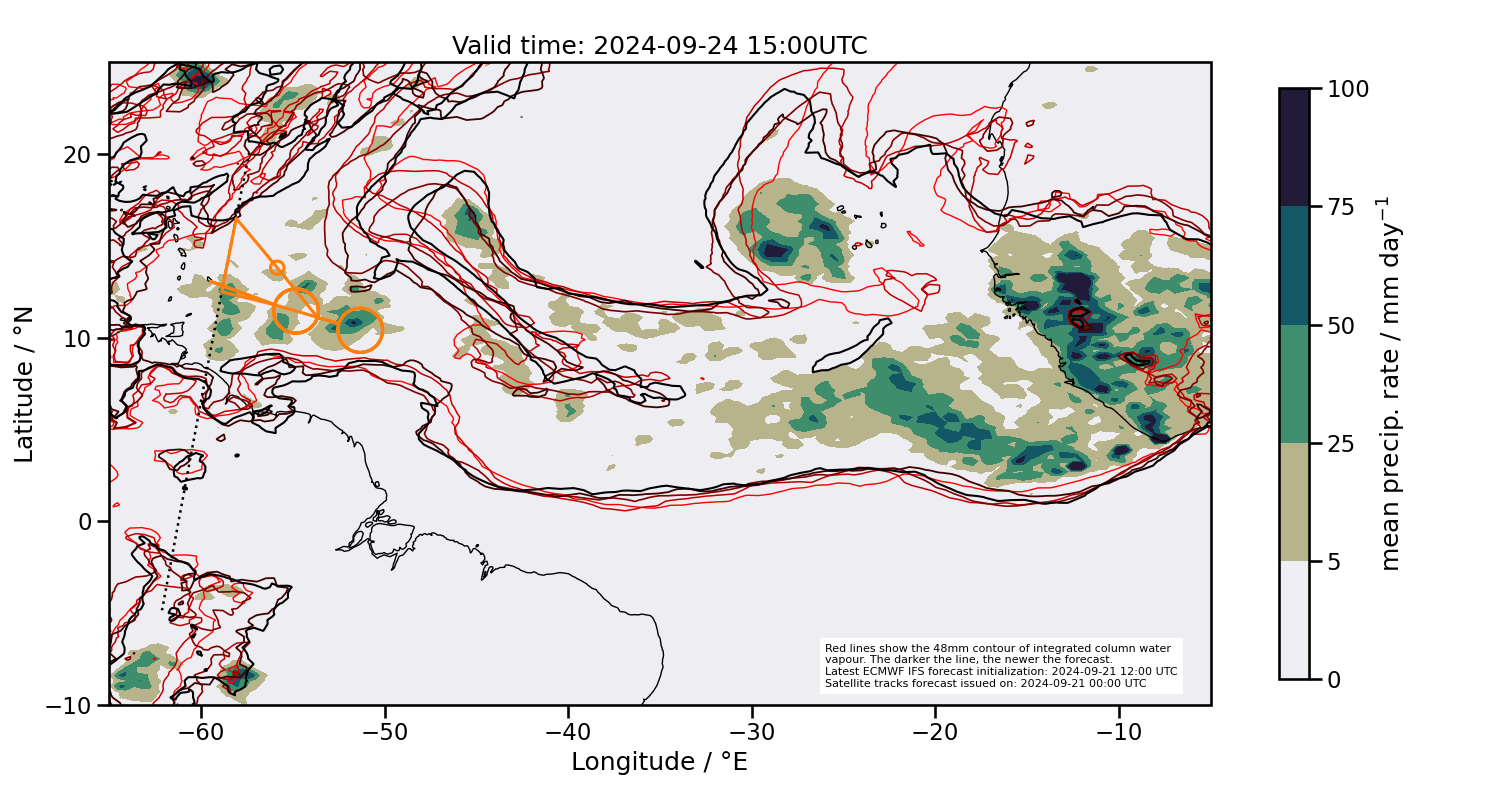 Valid time: 2024-09-24 15:00UTC
Latitude / °N
20
10
0
−10
−60
−50
−40
−30
−20
−10
Longitude / °E
Red lines show the 48mm contour of integrated column water
vapour. The darker the line, the newer the forecast.
Latest ECMWF IFS forecast initialization: 2024-09-21 12:00 UTC
Satellite tracks forecast issued on: 2024-09-21 00:00 UTC
100
75
50
25
5
0
mean precip. rate / mm day⁻¹